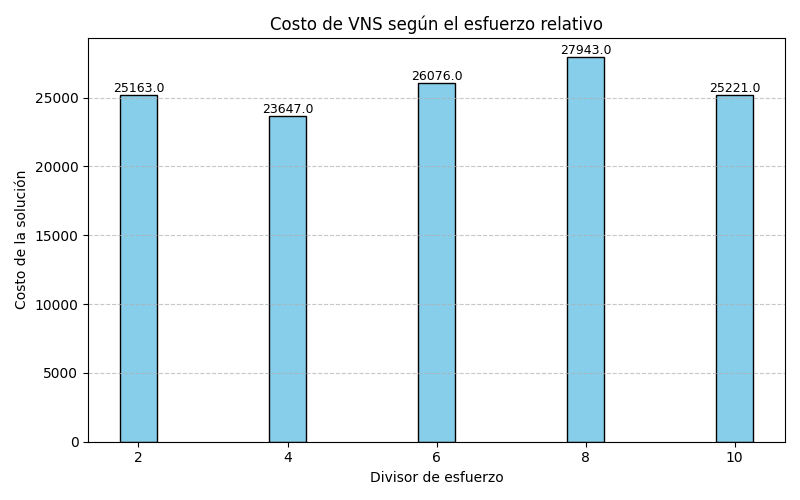 Costo de VNS según el esfuerzo relativo
Costo de la solución
25000
20000
15000
10000
5000
0
25163.0
23647.0
26076.0
27943.0
25221.0
2 4 6 8 10
Divisor de esfuerzo